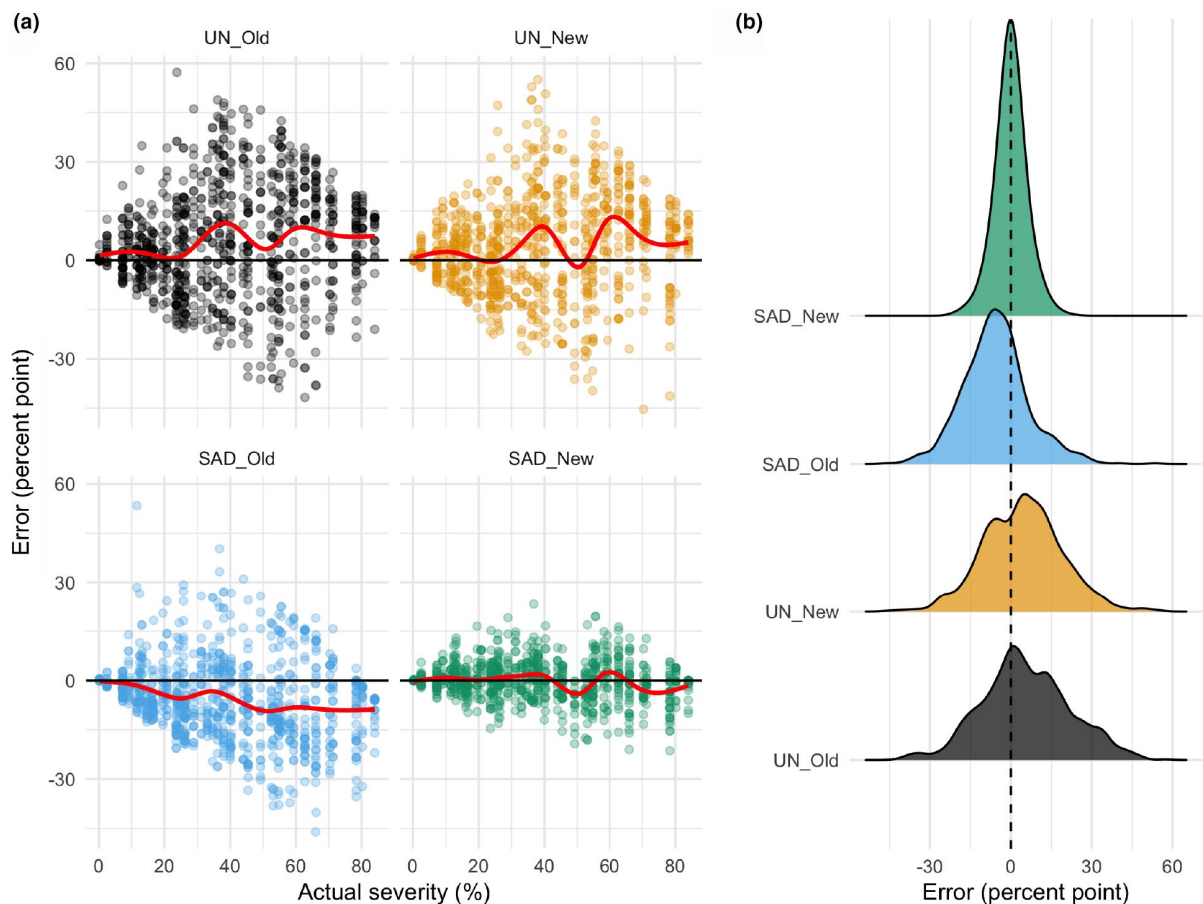 (a)
UN_Old
UN_New
60
30
0
-30
SAD_Old
SAD_New
60
30
0
-30
0
20
40
60
80
0
20
40
60
80
Error (percent point)
Actual severity (%)
(b)
SAD_New
SAD_Old
UN_New
UN_Old
-30
0
30
60
Error (percent point)